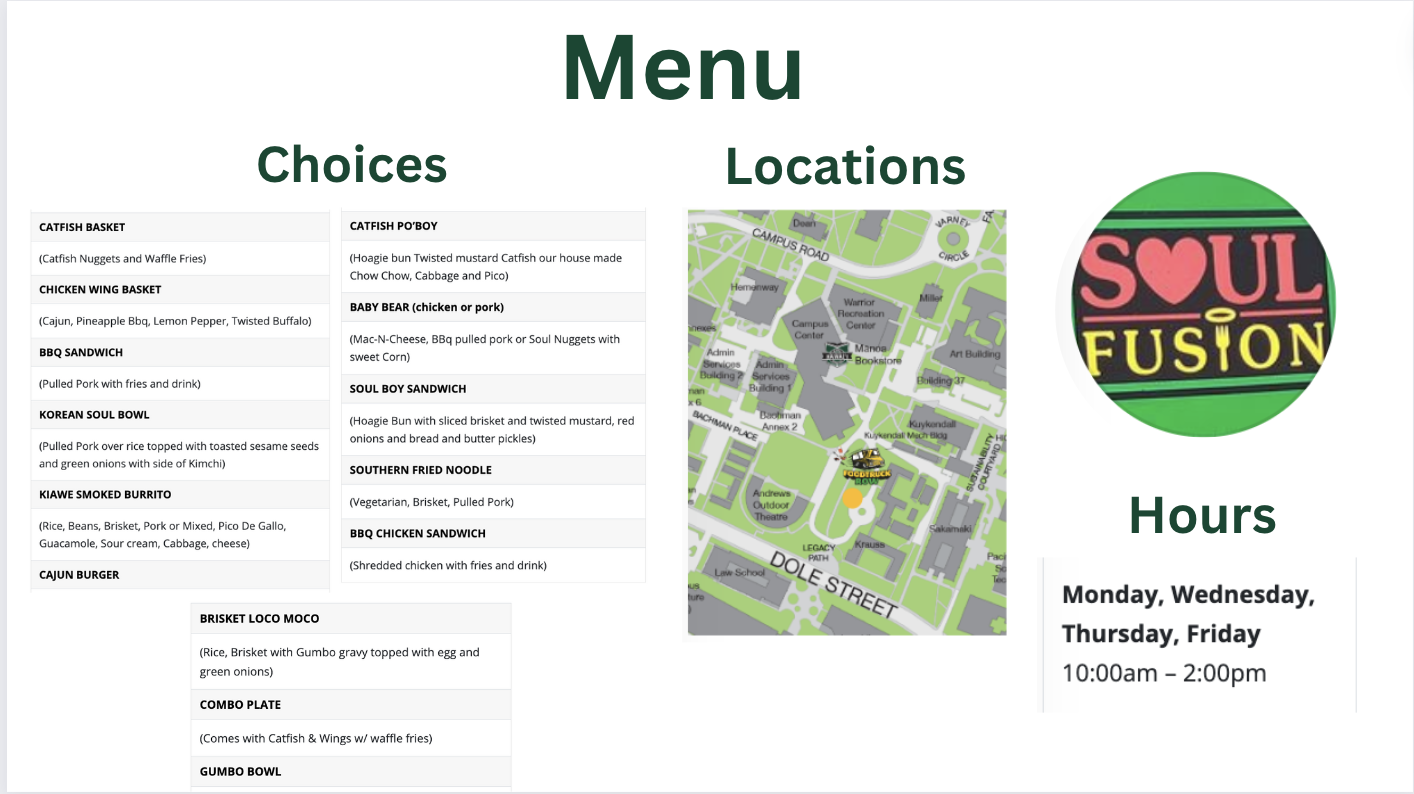 Menu
Choices
CATFISH BASKET
(Catfish Nuggets and Waffle Fries)
CHICKEN WING BASKET
(Cajun, Pineapple Bbq, Lemon Pepper, Twisted Buffalo)
BBQ SANDWICH
(Pulled Pork with fries and drink)
KOREAN SOUL BOWL
(Pulled Pork over rice topped with toasted sesame seeds
and green onions with side of Kimchi)
KIAWE SMOKED BURRITO
(Rice, Beans, Brisket, Pork or Mixed, Pico De Gallo,
Guacamole, Sour cream, Cabbage, cheese)
CAJUN BURGER
CATFISH PO'BOY
(Hoagie bun Twisted mustard Catfish our house made
Chow Chow, Cabbage and Pico)
BABY BEAR (chicken or pork)
(Mac-N-Cheese, BBq pulled pork or Soul Nuggets with
sweet Corn)
SOUL BOY SANDWICH
(Hoagie Bun with sliced brisket and twisted mustard, red
onions and bread and butter pickles)
SOUTHERN FRIED NOODLE
(Vegetarian, Brisket, Pulled Pork)
BBQ CHICKEN SANDWICH
(Shredded chicken with fries and drink)
BRISKET LOCO MOCO
(Rice, Brisket with Gumbo gravy topped with egg and
green onions)
COMBO PLATE
(Comes with Catfish & Wings w/ waffle fries)
GUMBO BOWL
Locations
Dean
CAMPUS ROAD
VARNEY
CIRCLE
FA
Hemenway
Warrior
Recreation
Center
Miller
Campus
Center
nnexes
Manoa
Bookstore
Art Building
Admin
Services
Building 2
Admin
Services
Building 1
Building 37
man
x 6
BACHMAN PLACE
Bachman
Annex 2
Kuykendall
Kuykendall Mech Bldg
SUSTAINABILITY
COURTYARD
FOODTRUCK
ROW
Andrews
Outdoor
Theatre
Sakamaki
LEGACY
PATH
Krauss
Law School
DOLE STREET
SOUL
FUSION
Hours
Monday, Wednesday,
Thursday, Friday
10:00am – 2:00pm